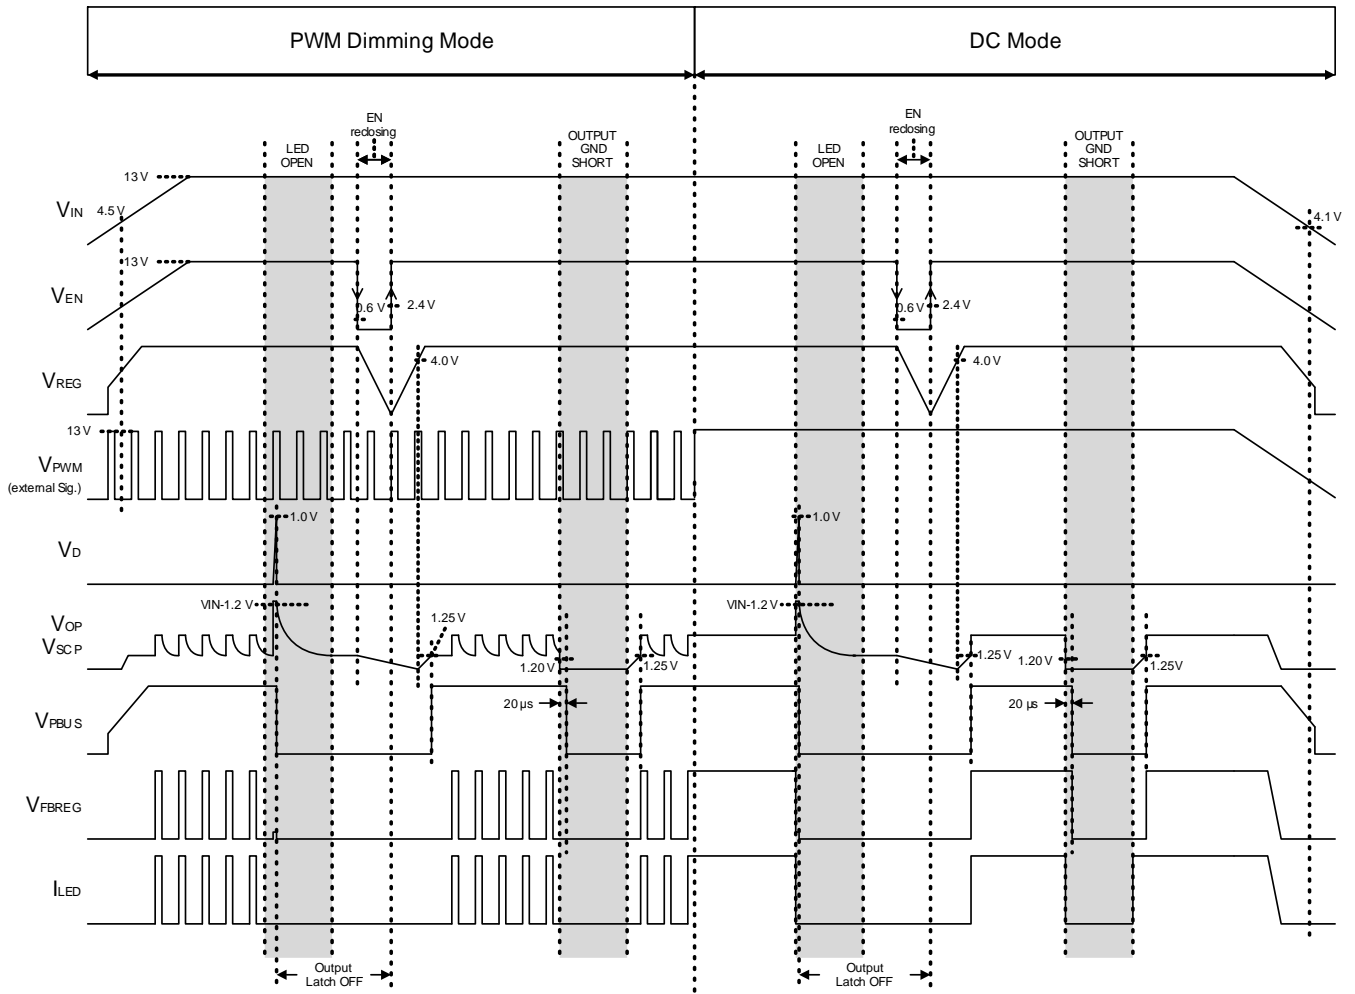 PWM Dimming Mode
DC Mode
EN
reclosing
EN
reclosing
LED
OPEN
OUTPUT
GND
SHORT
LED
OPEN
OUTPUT
GND
SHORT
VIN
13 V
4.5 V
4.1 V
VEN
13 V
0.6 V
2.4 V
0.6 V
2.4 V
VREG
4.0 V
4.0 V
VPWM
(external Sig.)
13 V
VD
1.0 V
1.0 V
VOP
VSCP
VIN-1.2 V
1.25 V
1.20 V
1.25 V
VIN-1.2 V
1.25 V
1.20 V
1.25 V
VPBUS
20 µs
20 µs
VFBREG
ILED
Output
Latch OFF
Output
Latch OFF